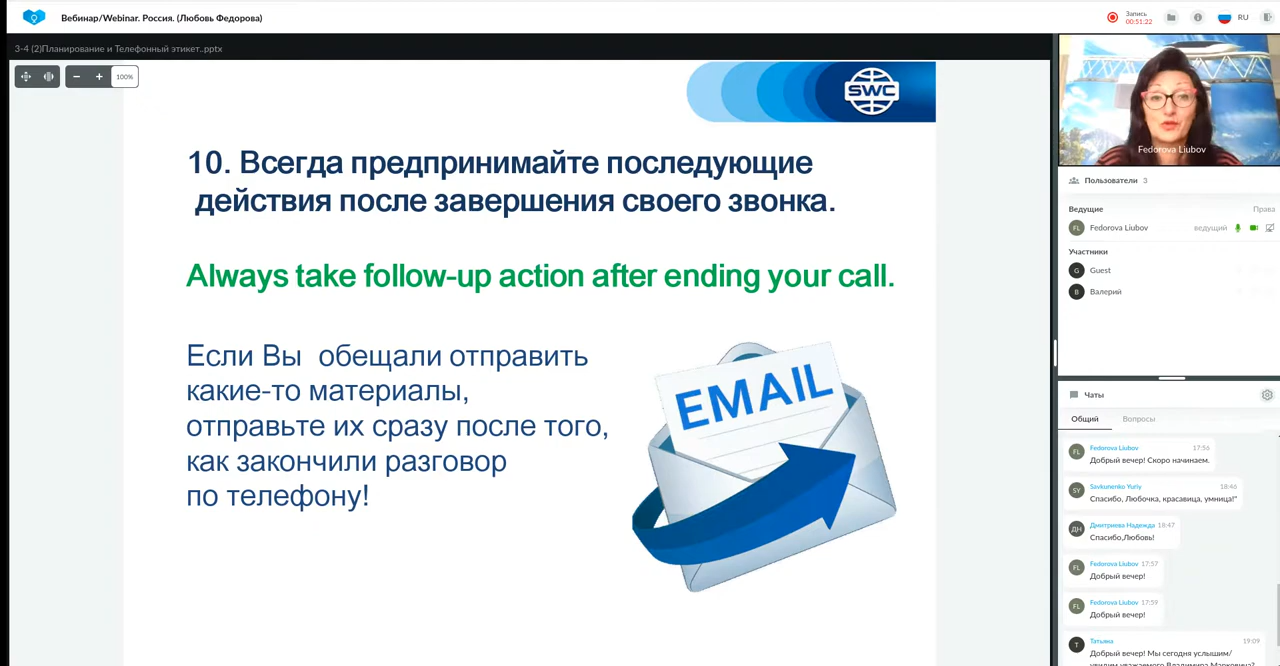 Вебинар/Webinar. Россия. (Любовь Федорова)
Запись
00:51:22
RU
3-4 (2)Планирование и Телефонный этикет..pptx
100%
SWC
10. Всегда предпринимайте последующие
действия после завершения своего звонка.
Always take follow-up action after ending your call.
Если Вы обещали отправить
какие-то материалы,
отправьте их сразу после того,
как закончили разговор
по телефону!
EMAIL
Fedorova Liubov
Пользователи 3
Ведущие Права
FL Fedorova Liubov ведущий
Участники
G Guest
В Валерий
Чаты
Общий Вопросы
FL Fedorova Liubov 17:56
Добрый вечер! Скоро начинаем.
SY Savkunenko Yuriy 18:46
Спасибо, Любочка, красавица, умница!"
ДН Дмитриева Надежда 18:47
Спасибо,Любовь!
FL Fedorova Liubov 17:57
Добрый вечер!
FL Fedorova Liubov 17:59
Добрый вечер!
Т Татьяна 19:09
Добрый вечер! Мы сегодня услышим/
увидим уважаемого Владимира Марковича?